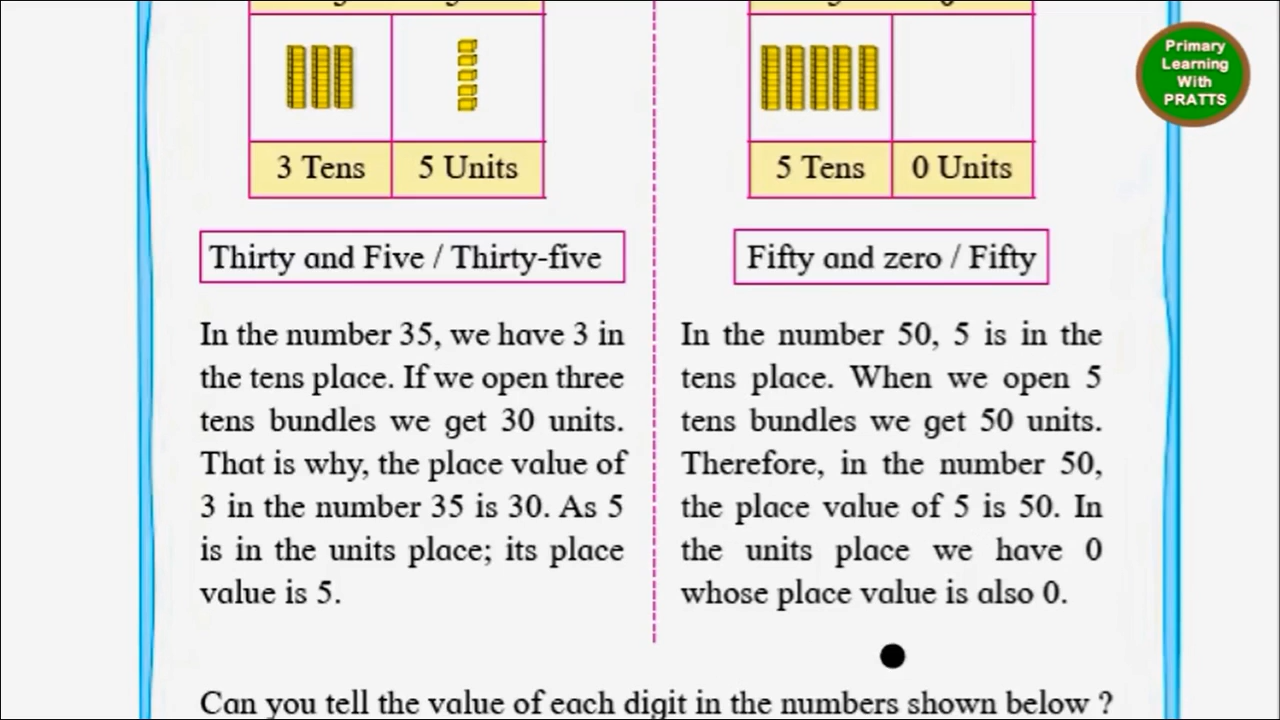 Primary
Learning
With
PRATTS
3 Tens
5 Units
Thirty and Five / Thirty-five
In the number 35, we have 3 in
the tens place. If we open three
tens bundles we get 30 units.
That is why, the place value of
3 in the number 35 is 30. As 5
is in the units place; its place
value is 5.
5 Tens
0 Units
Fifty and zero / Fifty
In the number 50, 5 is in the
tens place. When we open 5
tens bundles we get 50 units.
Therefore, in the number 50,
the place value of 5 is 50. In
the units place we have 0
whose place value is also 0.
Can you tell the value of each digit in the numbers shown below ?